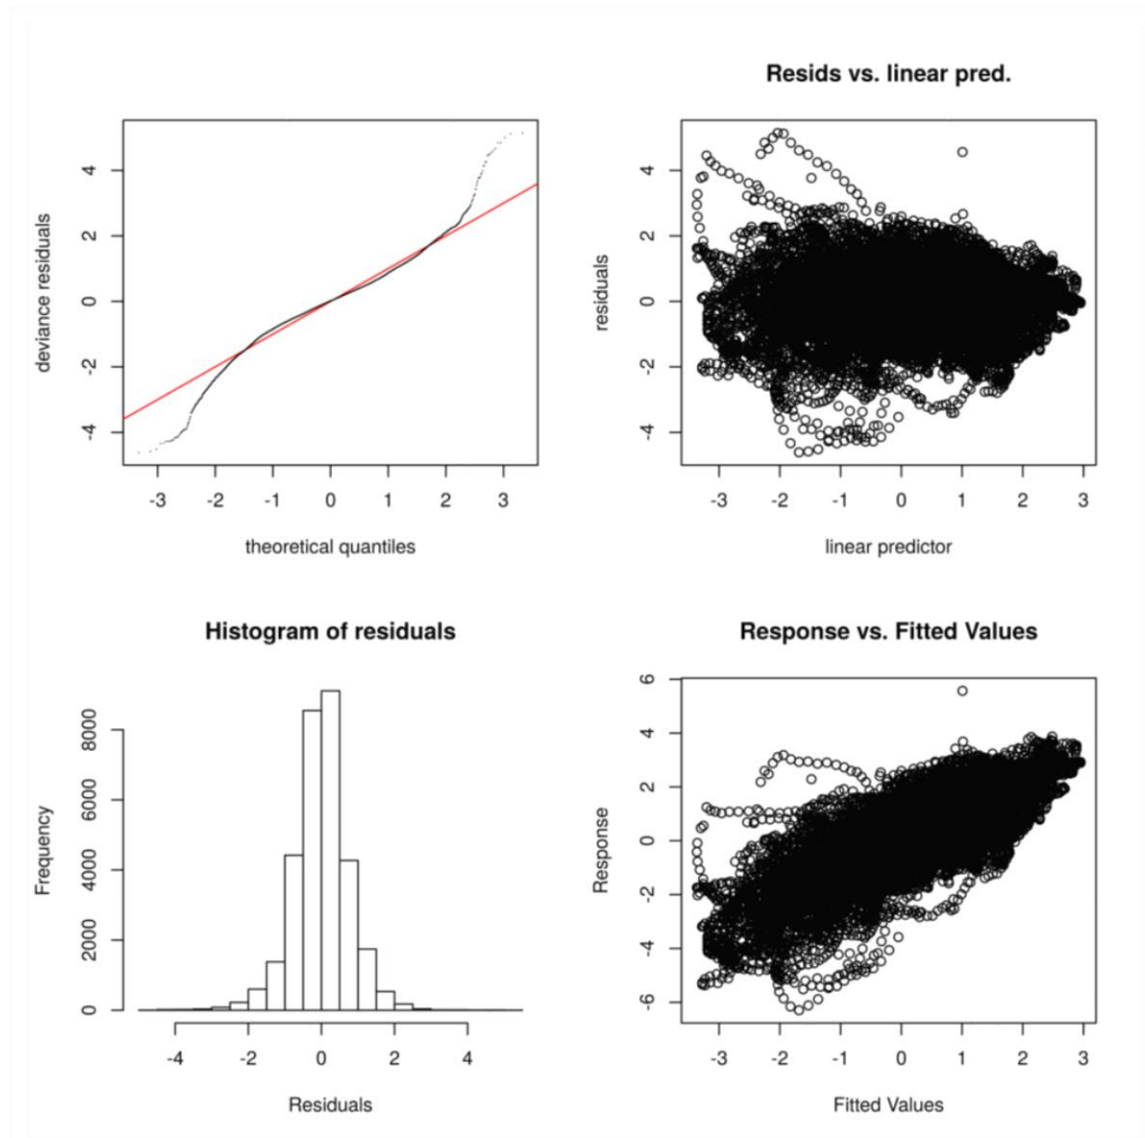 Resids vs. linear pred.
deviance residuals
4
2
0
-2
-4
-3 -2 -1 0 1 2 3
theoretical quantiles
residuals
4
2
0
-2
-4
-3 -2 -1 0 1 2 3
linear predictor
Histogram of residuals
Frequency
8000
6000
4000
2000
0
-4 -2 0 2 4
Residuals
Response vs. Fitted Values
Response
6
4
2
0
-2
-4
-6
-3 -2 -1 0 1 2 3
Fitted Values